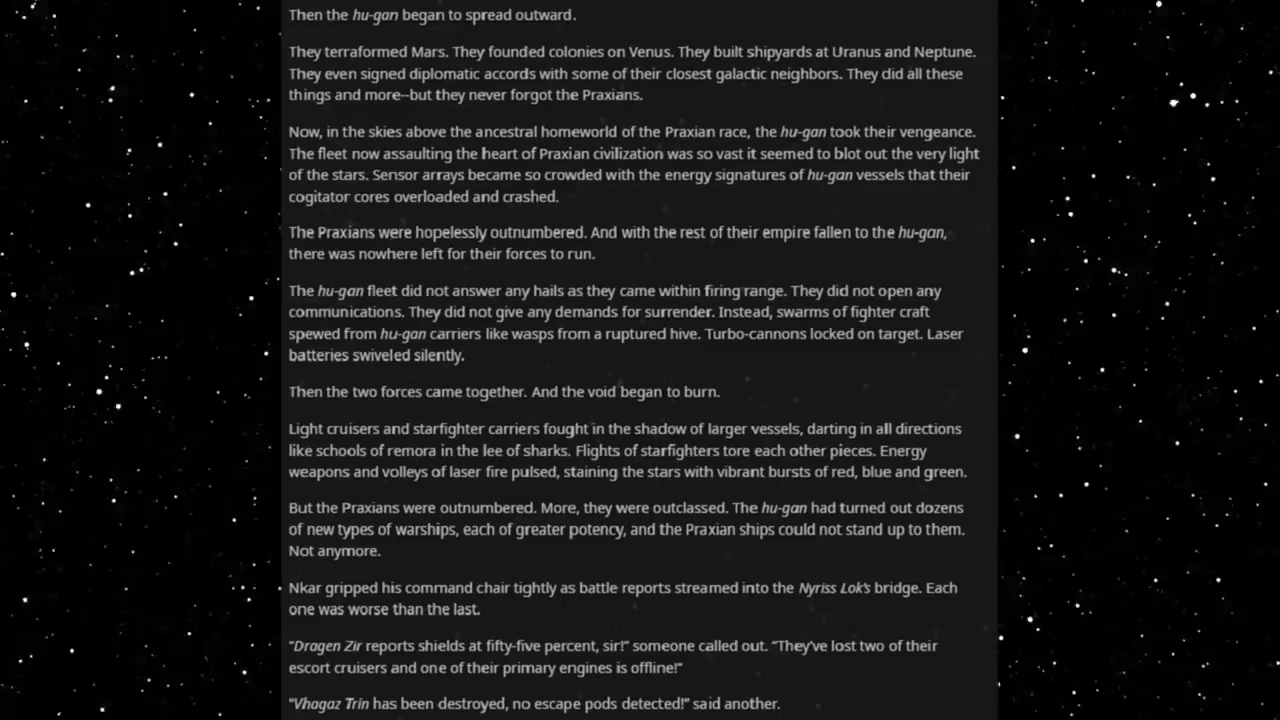 Then the hu-gan began to spread outward.
They terraformed Mars. They founded colonies on Venus. They built shipyards at Uranus and Neptune.
They even signed diplomatic accords with some of their closest galactic neighbors. They did all these
things and more--but they never forgot the Praxians.
Now, in the skies above the ancestral homeworld of the Praxian race, the hu-gan took their vengeance.
The fleet now assaulting the heart of Praxian civilization was so vast it seemed to blot out the very light
of the stars. Sensor arrays became so crowded with the energy signatures of hu-gan vessels that their
cogitator cores overloaded and crashed.
The Praxians were hopelessly outnumbered. And with the rest of their empire fallen to the hu-gan,
there was nowhere left for their forces to run.
The hu-gan fleet did not answer any hails as they came within firing range. They did not open any
communications. They did not give any demands for surrender. Instead, swarms of fighter craft
spewed from hu-gan carriers like wasps from a ruptured hive. Turbo-cannons locked on target. Laser
batteries swiveled silently.
Then the two forces came together. And the void began to burn.
Light cruisers and starfighter carriers fought in the shadow of larger vessels, darting in all directions
like schools of remora in the lee of sharks. Flights of starfighters tore each other pieces. Energy
weapons and volleys of laser fire pulsed, staining the stars with vibrant bursts of red, blue and green.
But the Praxians were outnumbered. More, they were outclassed. The hu-gan had turned out dozens
of new types of warships, each of greater potency, and the Praxian ships could not stand up to them.
Not anymore.
Nkar gripped his command chair tightly as battle reports streamed into the Nyriss Lok's bridge. Each
one was worse than the last.
"Dragen Zir reports shields at fifty-five percent, sir!" someone called out. "They've lost two of their
escort cruisers and one of their primary engines is offline!"
"Vhagaz Trin has been destroyed, no escape pods detected!" said another.